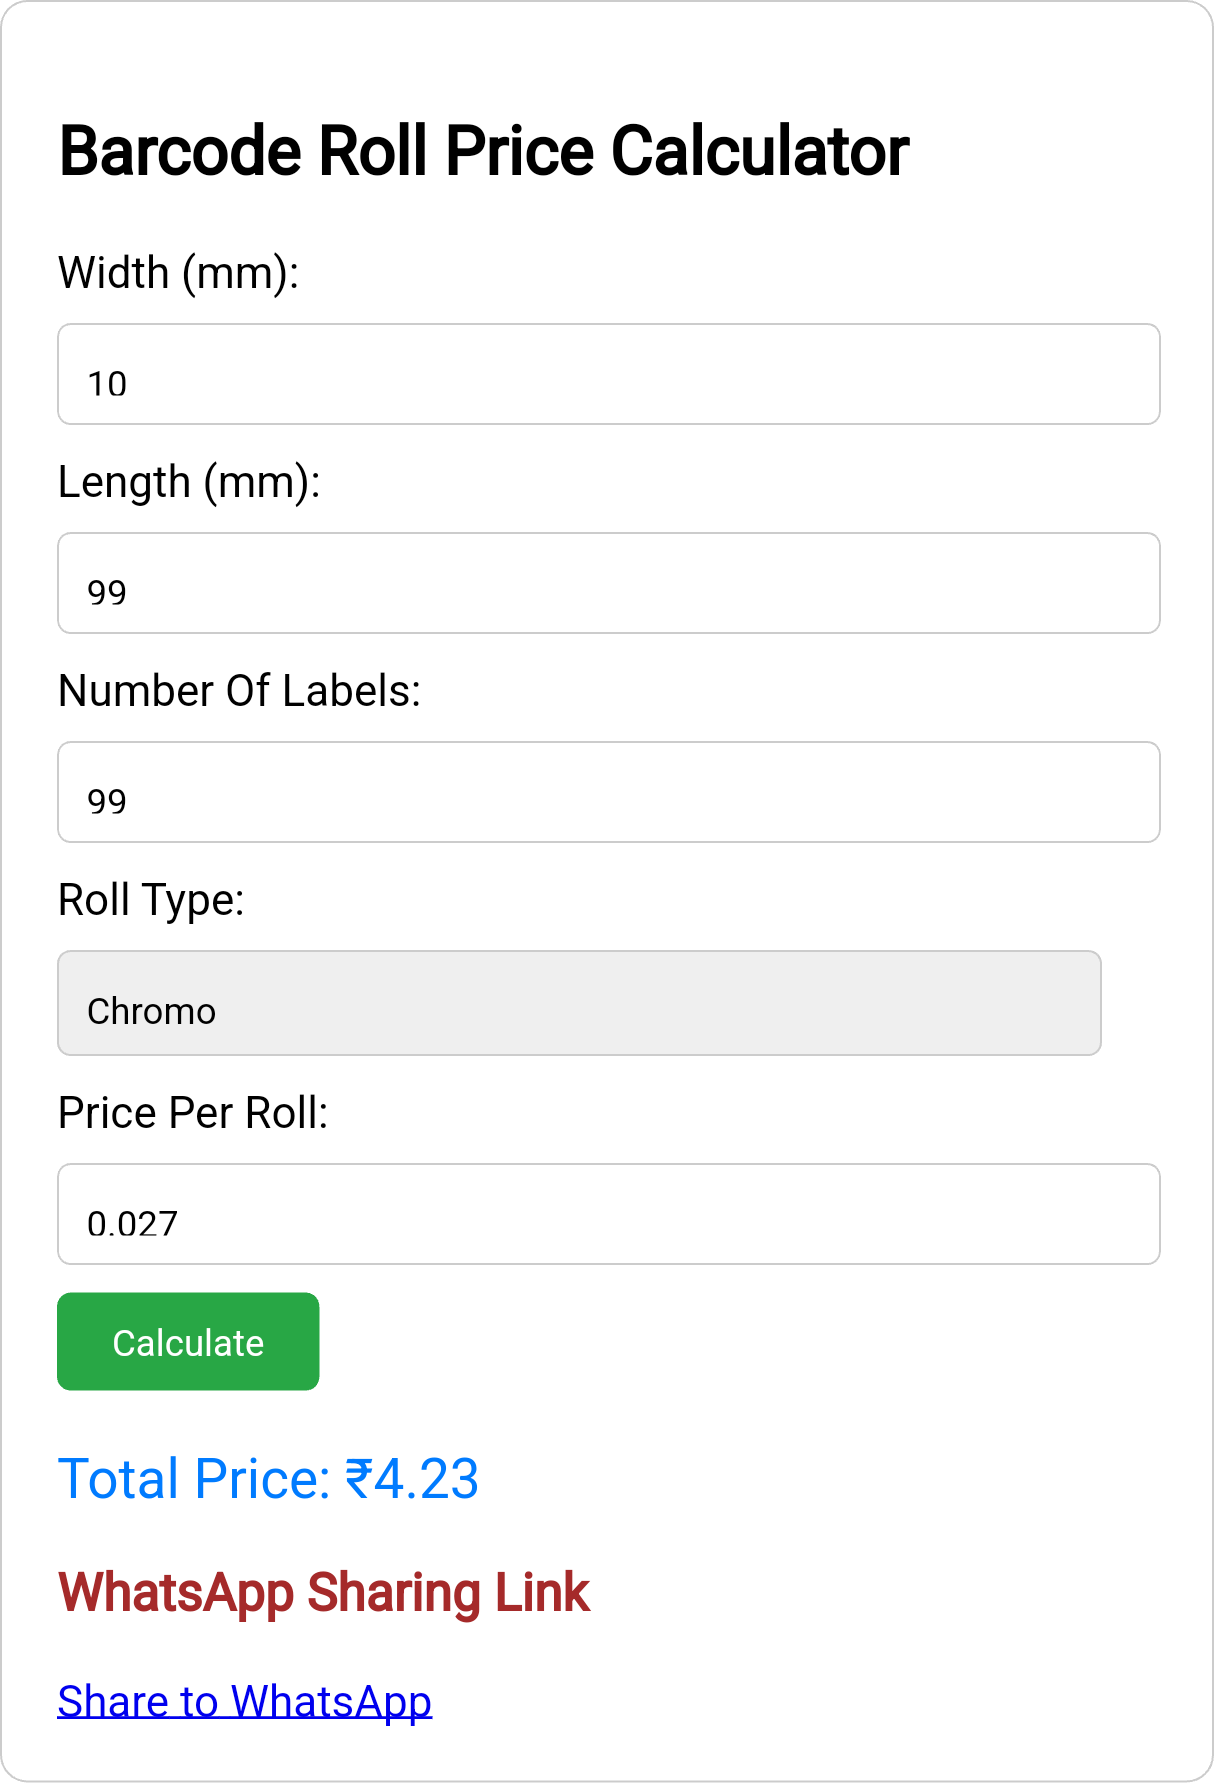 Barcode Roll Price Calculator
Width (mm):
10
Length (mm):
99
Number Of Labels:
99
Roll Type:
Chromo
Price Per Roll:
0.027
Calculate
Total Price: ₹4.23
WhatsApp Sharing Link
Share to WhatsApp